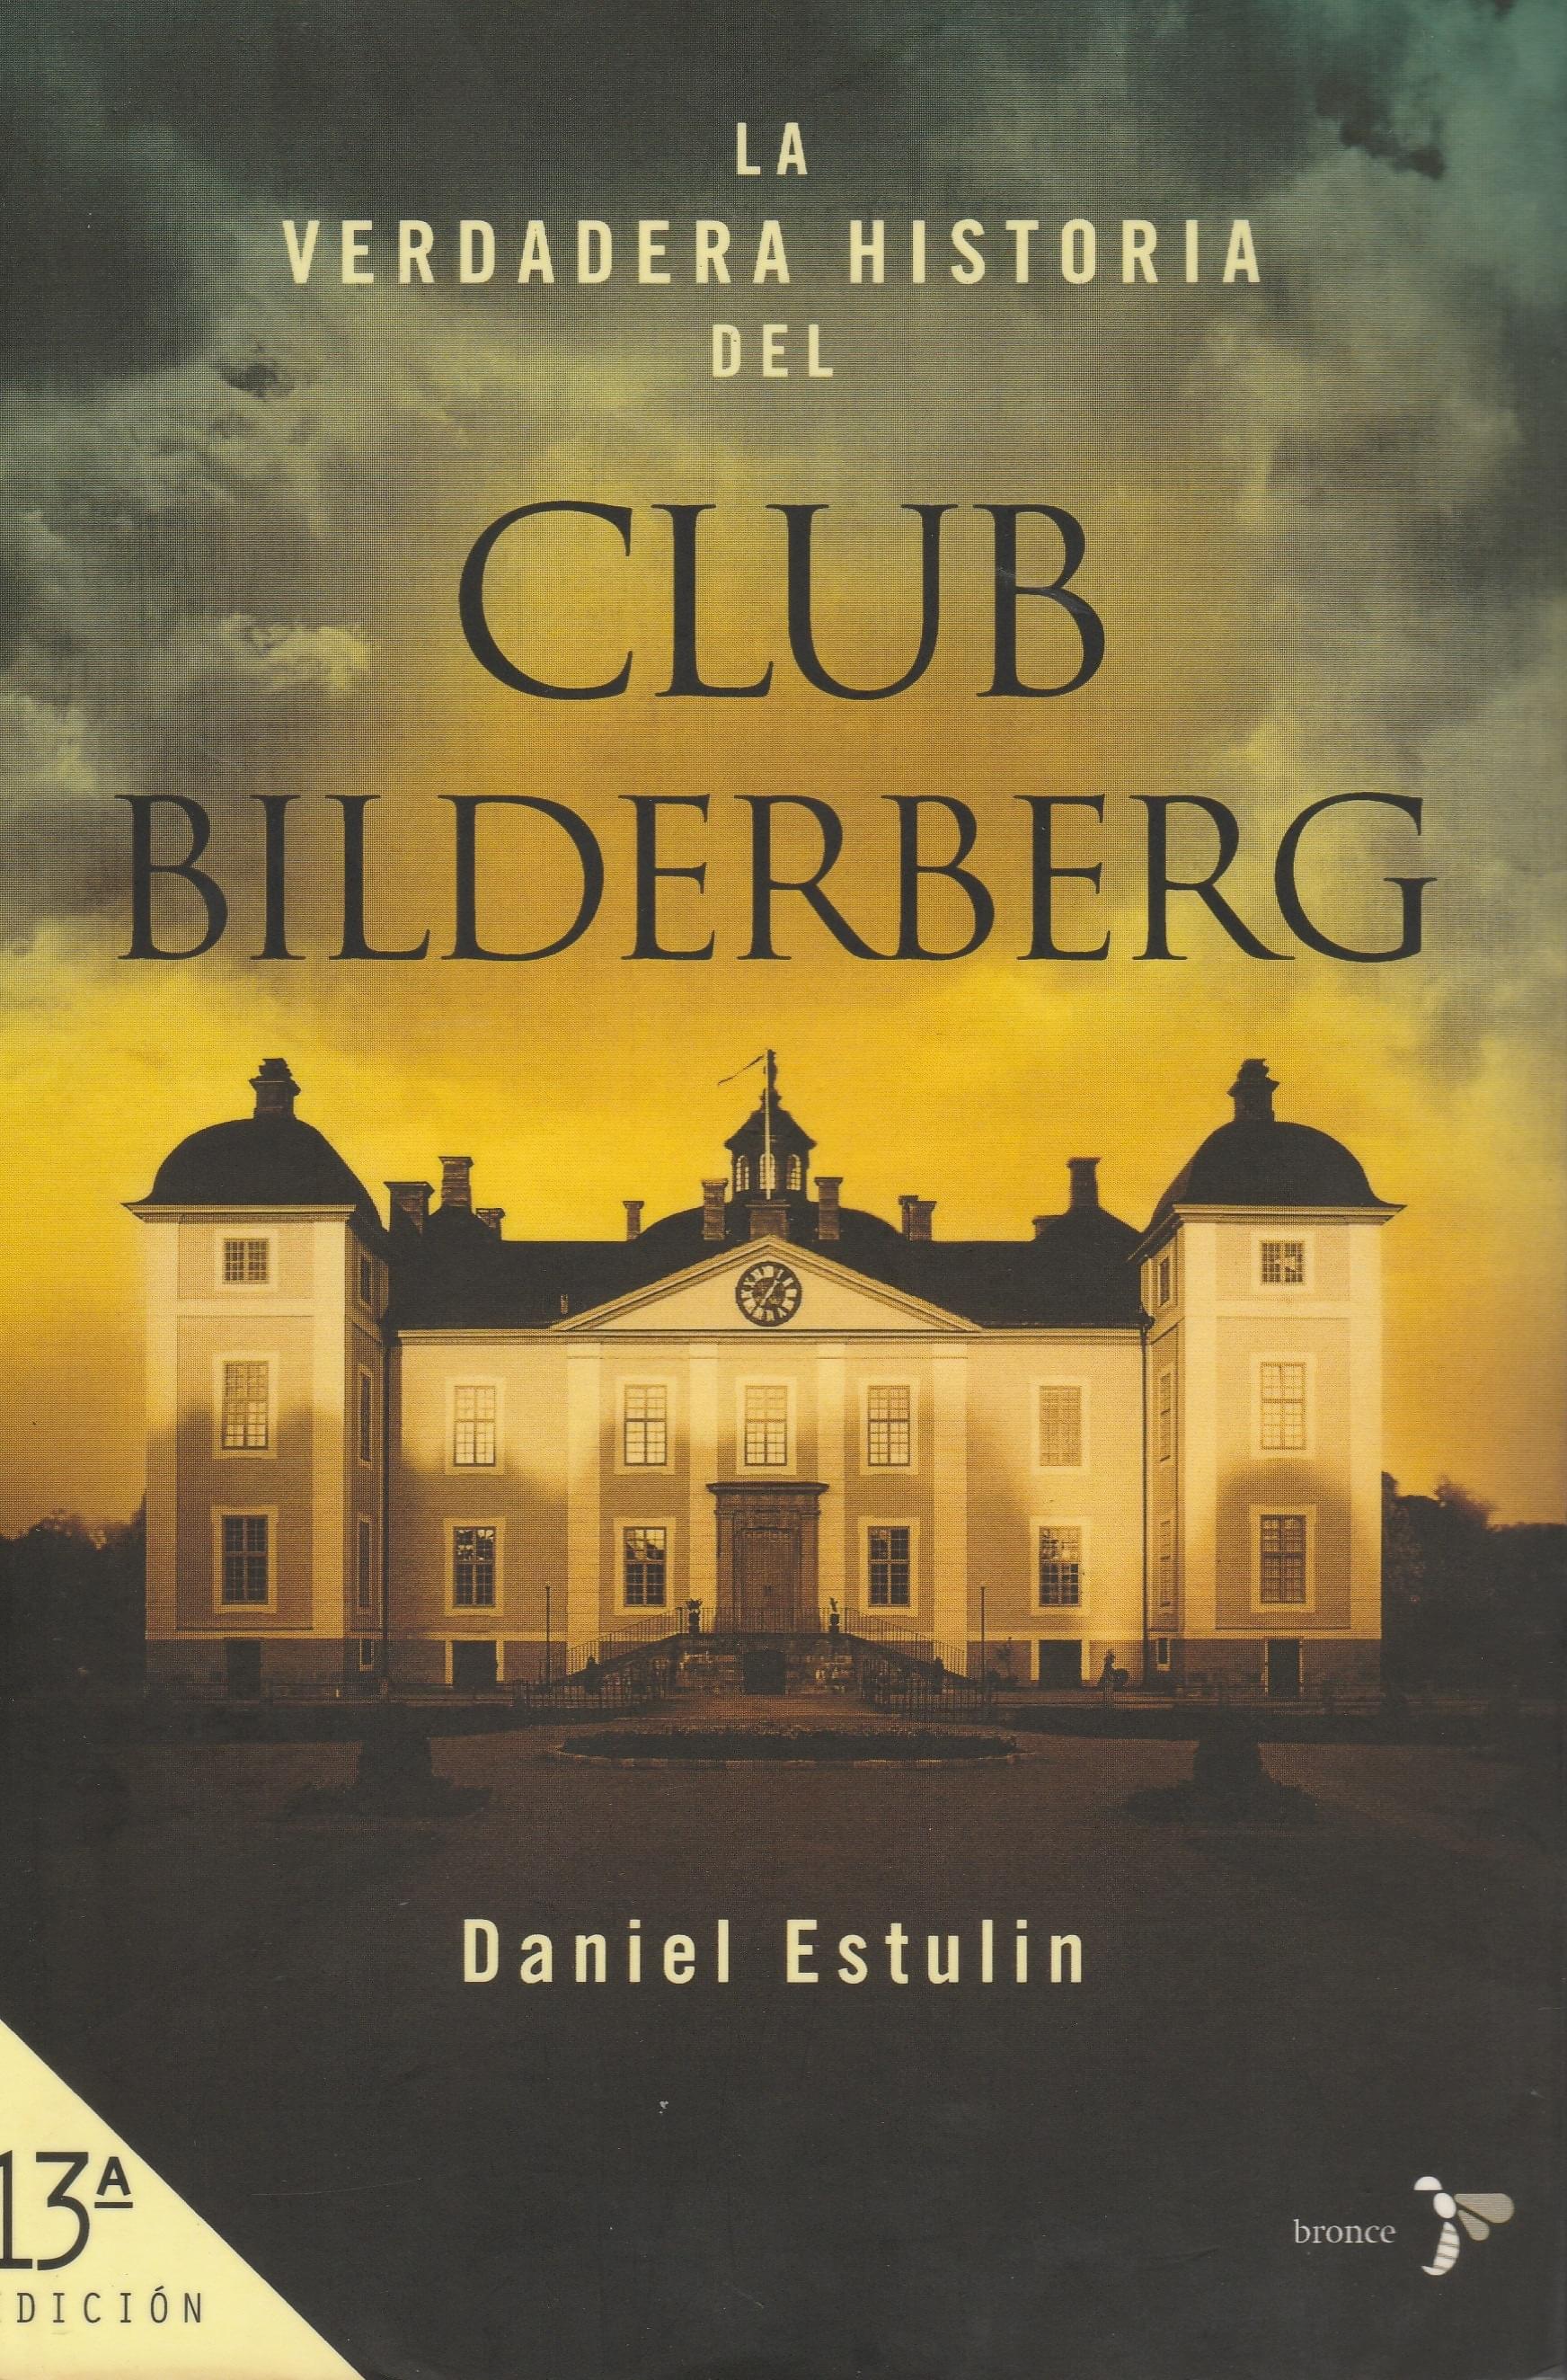 LA
VERDADERA HISTORIA
DEL
CLUB
BILDERBERG
Daniel Estulin
13ª
DICIÓN
bronce